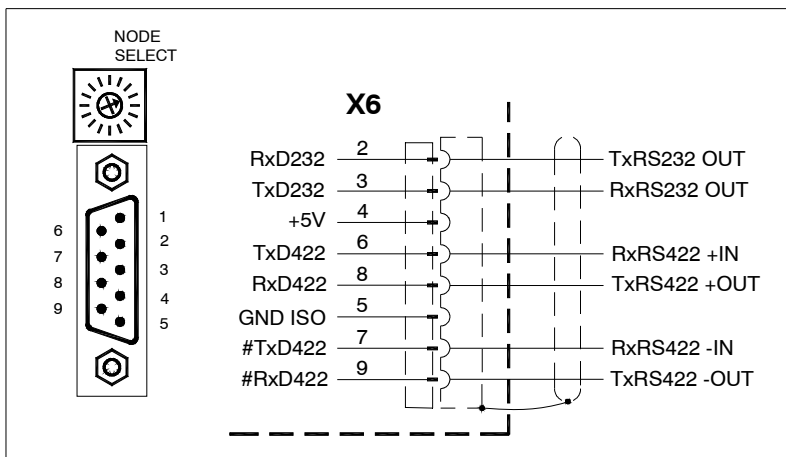 NODE
SELECT
X6
1
2
3
4
5
6
7
8
9
RxD232 2 TxRS232 OUT
TxD232 3 RxRS232 OUT
+5V 4
TxD422 6 RxRS422 +IN
RxD422 8 TxRS422 +OUT
GND ISO 5
#TxD422 7 RxRS422 -IN
#RxD422 9 TxRS422 -OUT